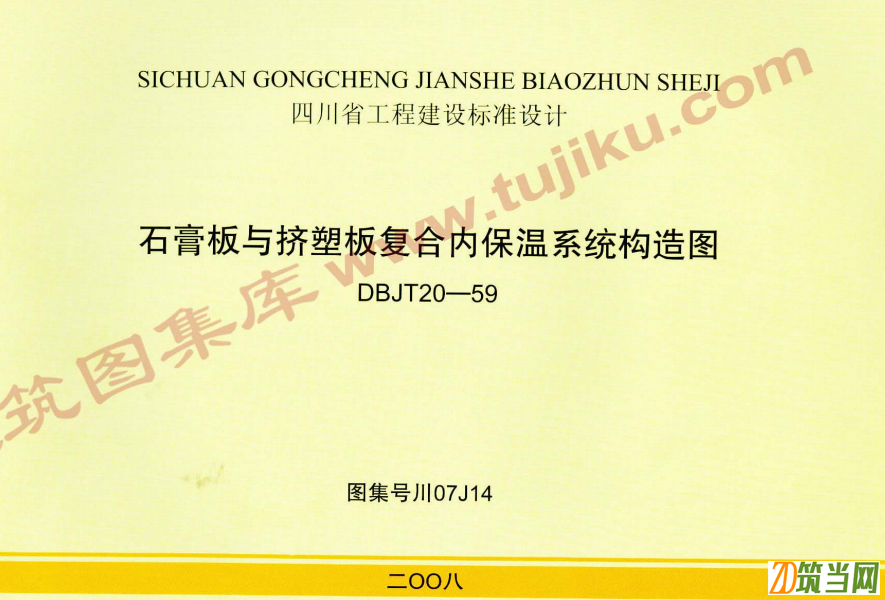 SICHUAN GONGCHENG JIANSHE BIAOZHUN SHEJI
四川省工程建设标准设计
石膏板与挤塑板复合内保温系统构造图
DBJT20—59
筑图集库 www.tujiku.com
图集号川07J14
二〇〇八
筑当网